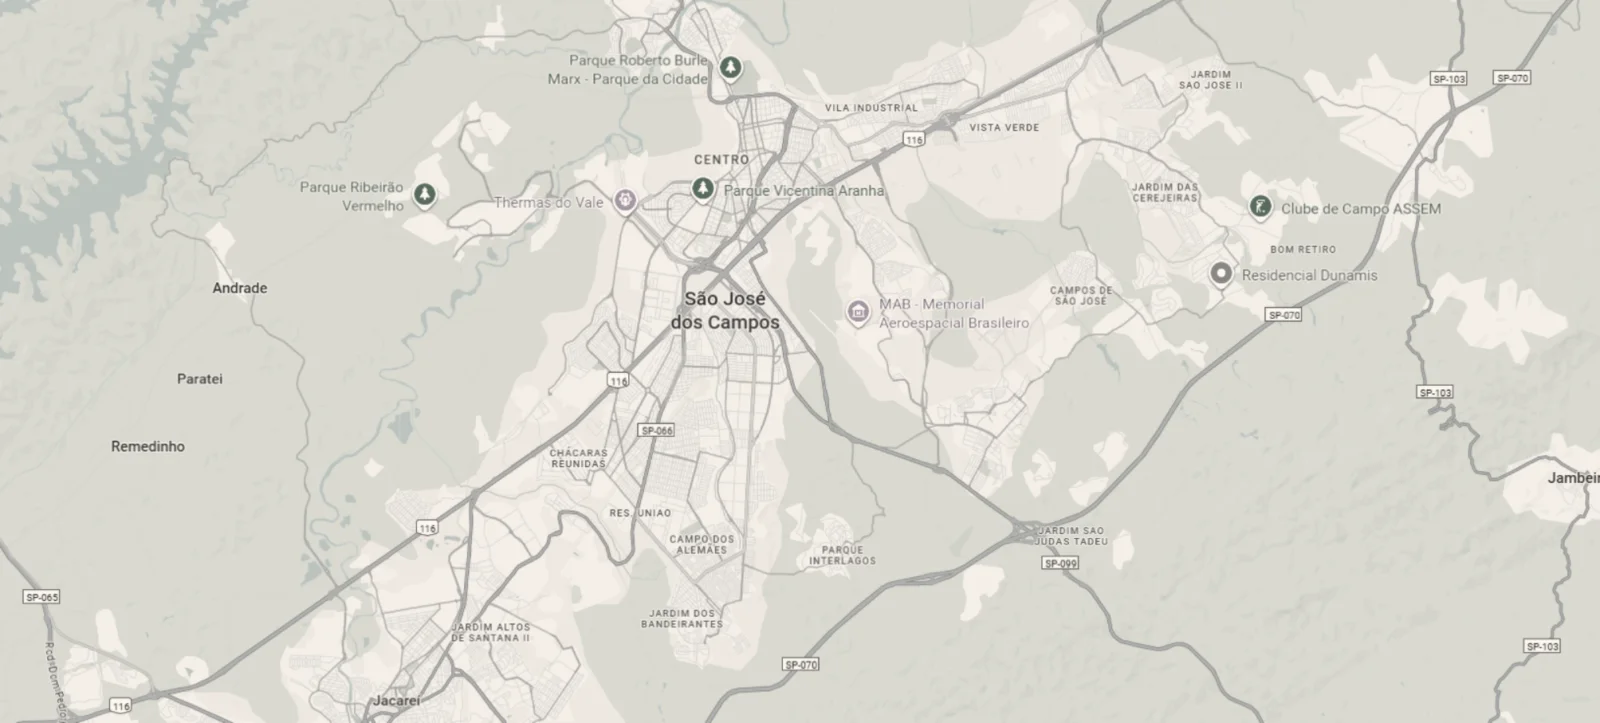 Parque Roberto Burle
Marx - Parque da Cidade
JARDIM
SAO JOSE II
SP-103
SP-070
VILA INDUSTRIAL
VISTA VERDE
116
CENTRO
Parque Ribeirão
Vermelho
Thermas do Vale
Parque Vicentina Aranha
JARDIM DAS
CEREJEIRAS
Clube de Campo ASSEM
BOM RETIRO
Residencial Dunamis
Andrade
CAMPOS DE
SÃO JOSÉ
São José
dos Campos
MAB - Memorial
Aeroespacial Brasileiro
SP-070
Paratei
116
SP-103
SP-066
Remedinho
CHÁCARAS
REUNIDAS
Jambeir
RES. UNIAO
116
CAMPO DOS
ALEMÃES
PARQUE
INTERLAGOS
JARDIM SAO
JUDAS TADEU
SP-099
SP-065
JARDIM DOS
BANDEIRANTES
JARDIM ALTOS
DE SANTANA II
SP-103
SP-070
Rod. Dom Pedro
Jacareí
116